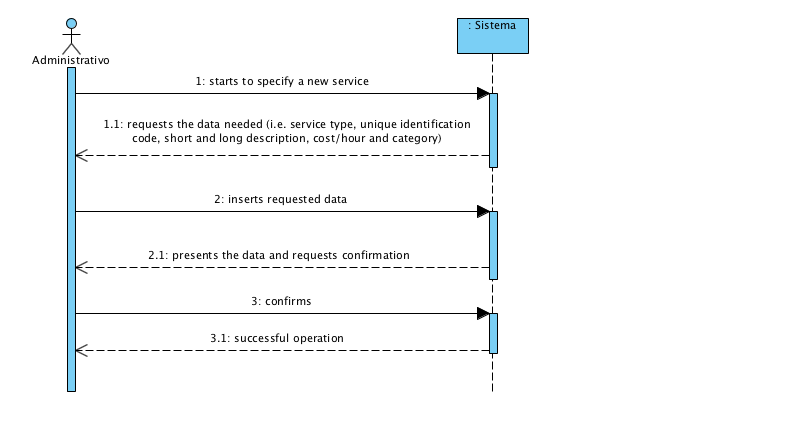 : Sistema
Administrativo
1: starts to specify a new service
1.1: requests the data needed (i.e. service type, unique identification
code, short and long description, cost/hour and category)
2: inserts requested data
2.1: presents the data and requests confirmation
3: confirms
3.1: successful operation